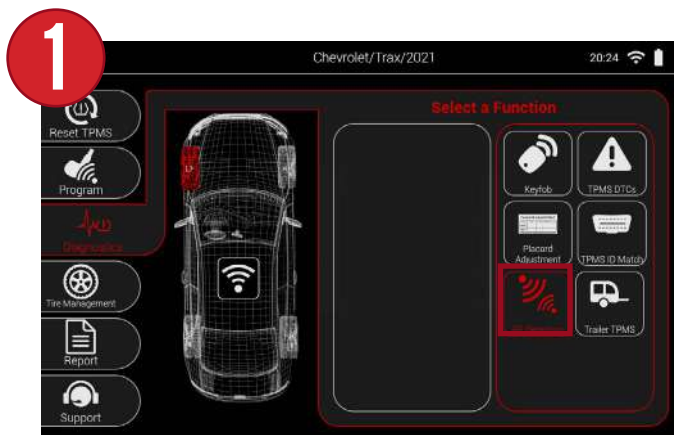 1
Chevrolet/Trax/2021
20:24
Reset TPMS
Program
Diagnostics
Tire Management
Report
Support
LF
Select a Function
Keyfob
TPMS DTCs
Placard
Adjustment
TPMS ID Match
Trailer TPMS